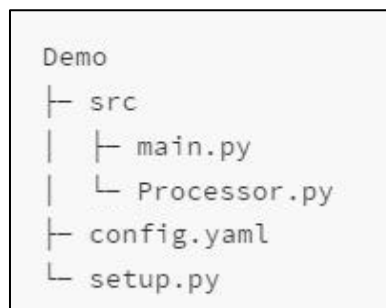 Demo
├─ src
│  ├─ main.py
│  └─ Processor.py
├─ config.yaml
└─ setup.py